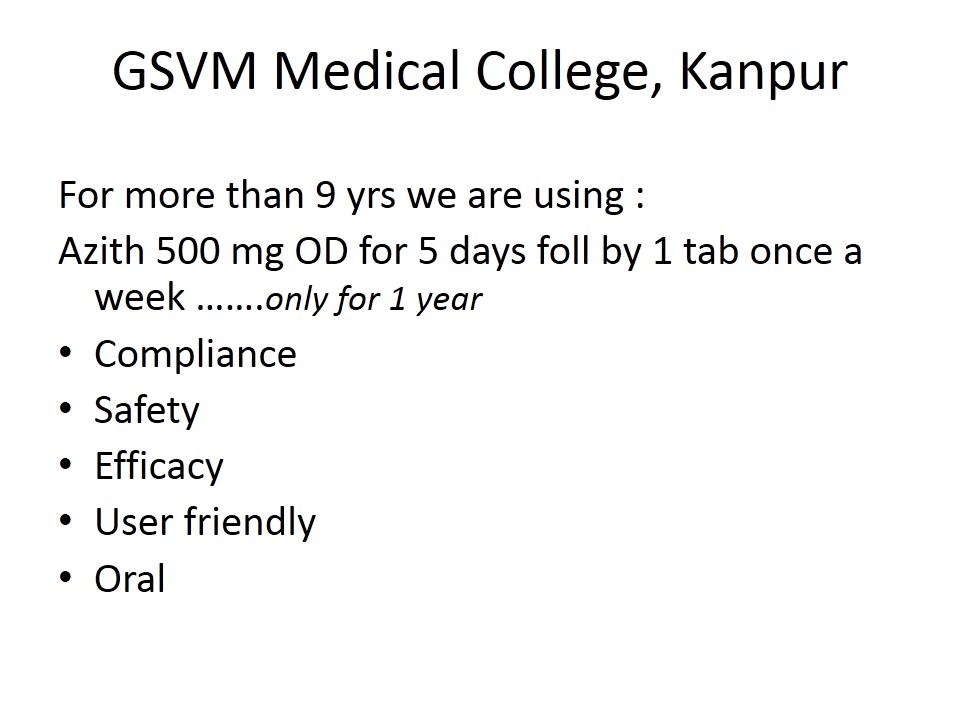 GSVM Medical College, Kanpur
For more than 9 yrs we are using :
Azith 500 mg OD for 5 days foll by 1 tab once a
week …….only for 1 year
• Compliance
• Safety
• Efficacy
• User friendly
• Oral